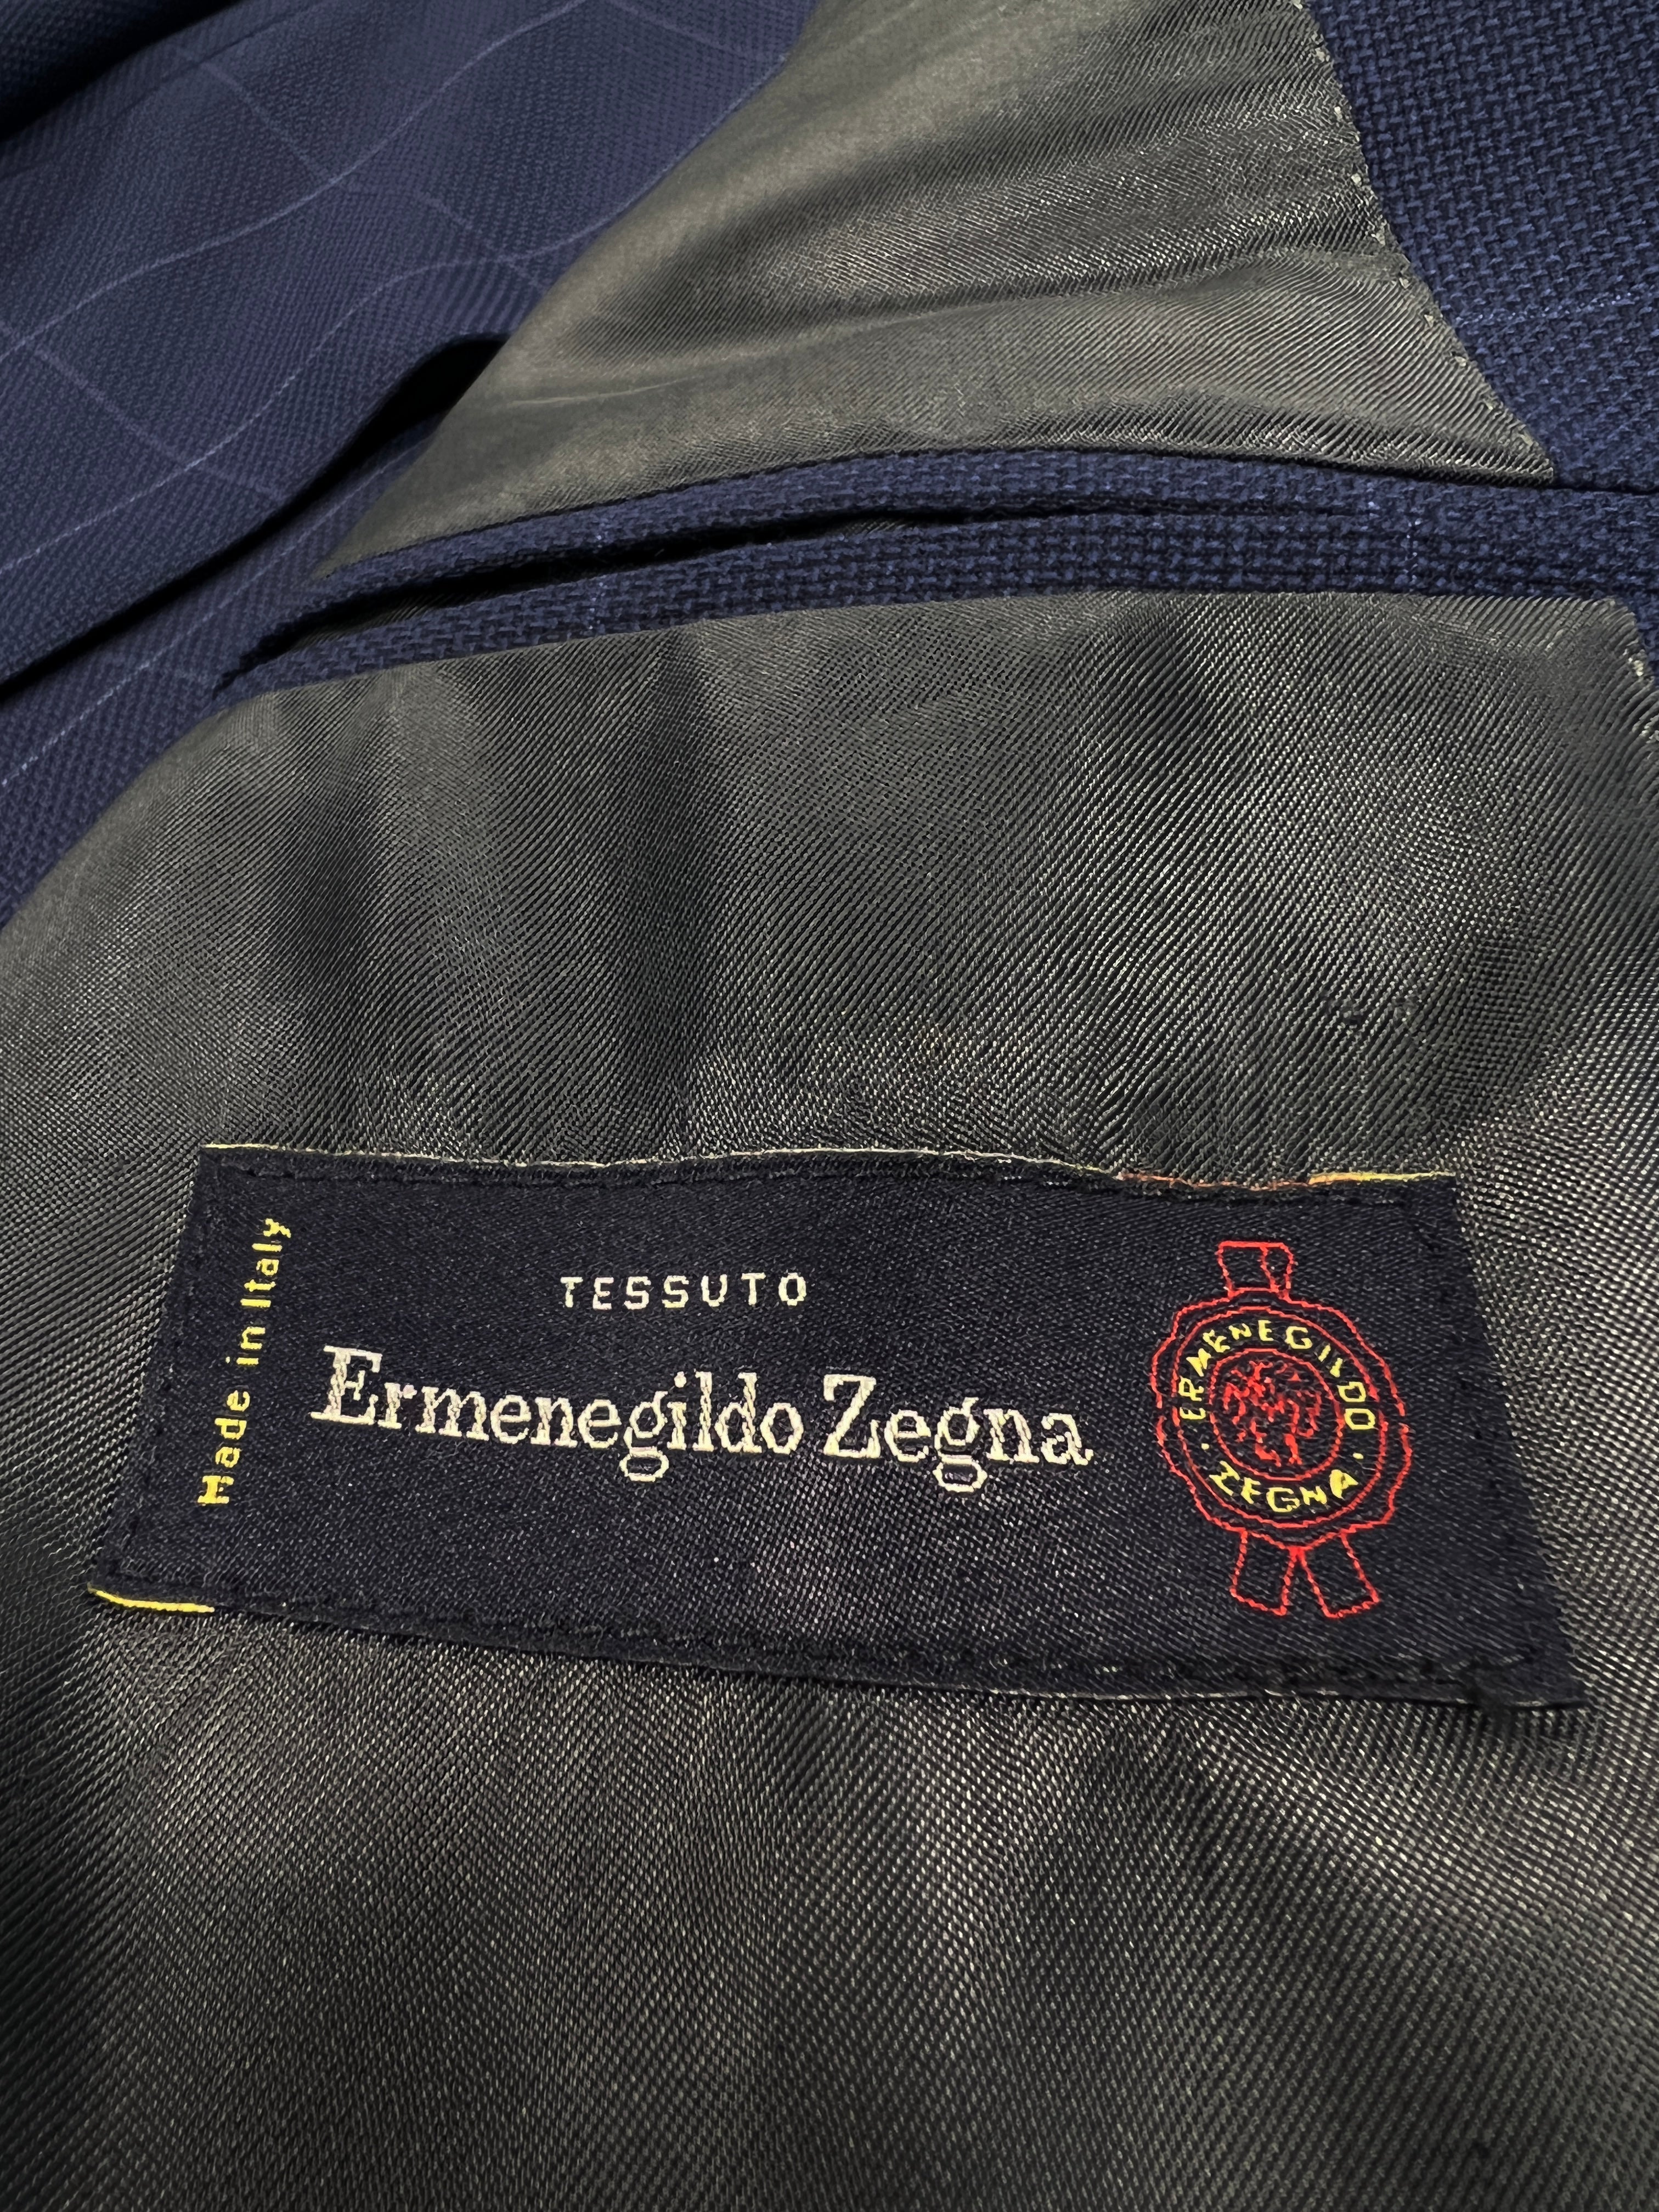 Made in Italy
TESSUTO
Ermenegildo Zegna
ERMENEGILDO
· ZEGNA ·